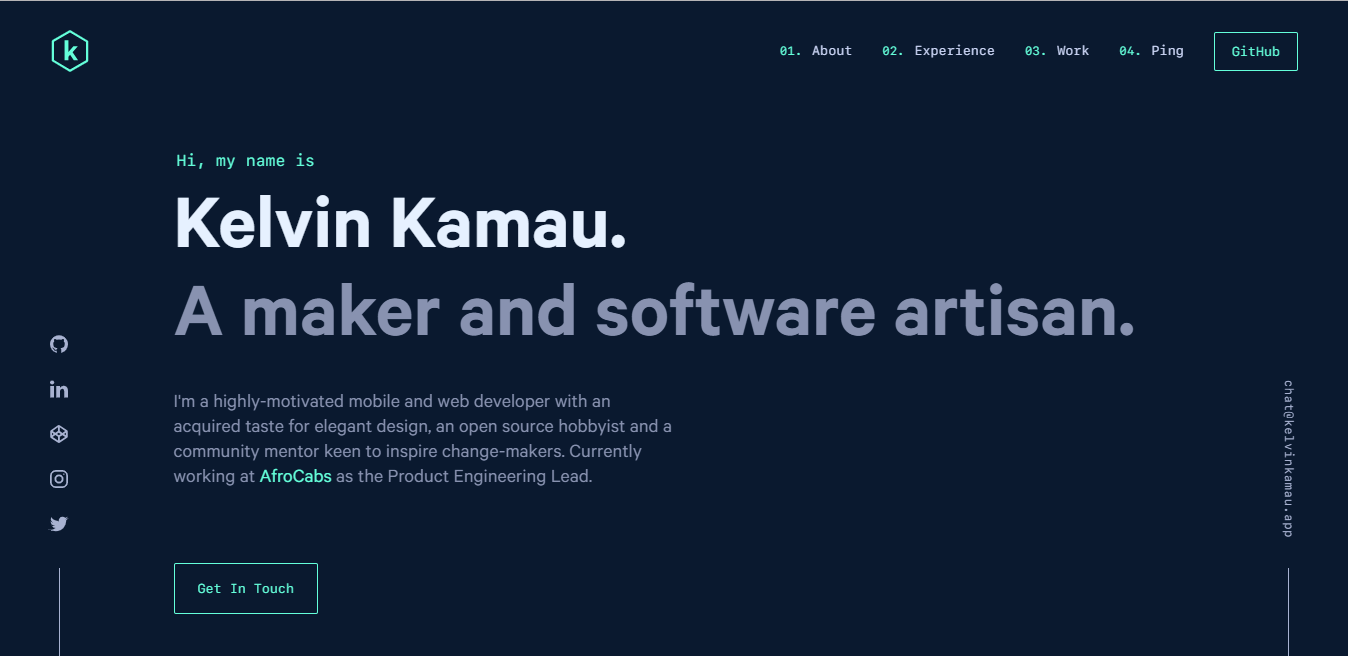 k
01. About 02. Experience 03. Work 04. Ping GitHub
Hi, my name is
Kelvin Kamau.
A maker and software artisan.
I'm a highly-motivated mobile and web developer with an
acquired taste for elegant design, an open source hobbyist and a
community mentor keen to inspire change-makers. Currently
working at AfroCabs as the Product Engineering Lead.
Get In Touch
chat@kelvinkamau.app